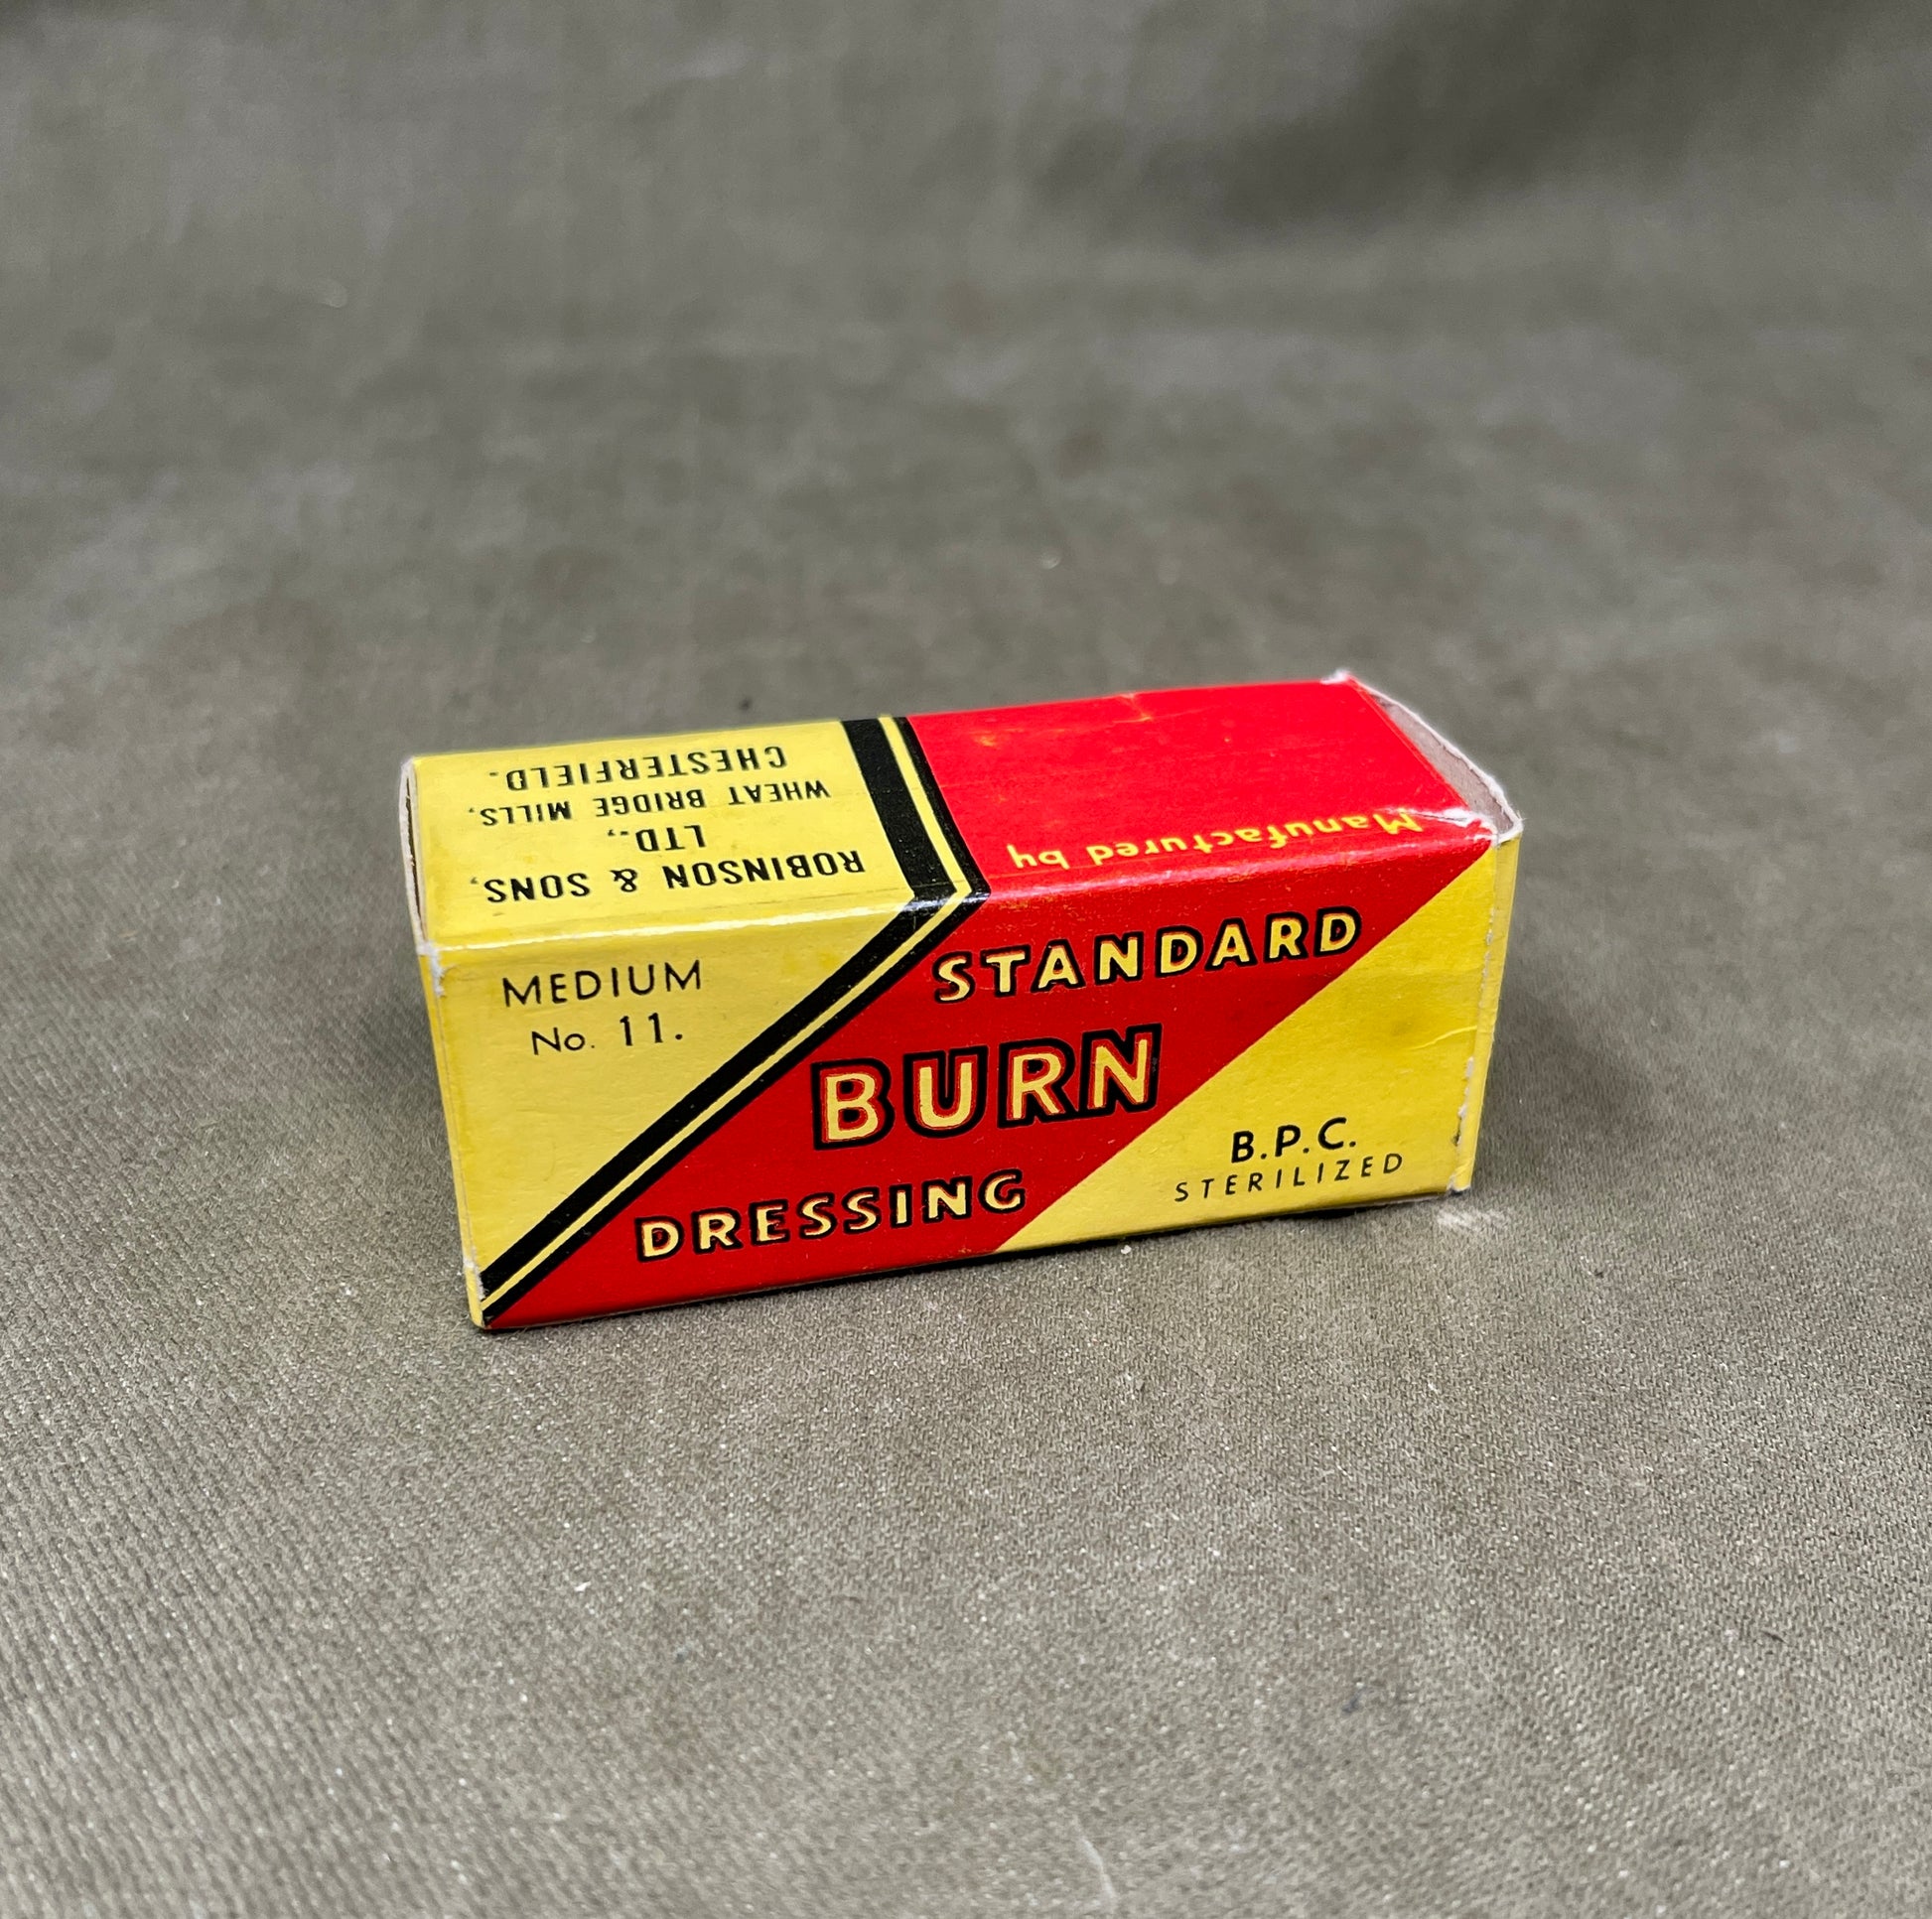 MEDIUM
No. 11.
STANDARD
BURN
DRESSING
B.P.C.
STERILIZED
Manufactured by
ROBINSON & SONS,
LTD.,
WHEAT BRIDGE MILLS,
CHESTERFIELD.